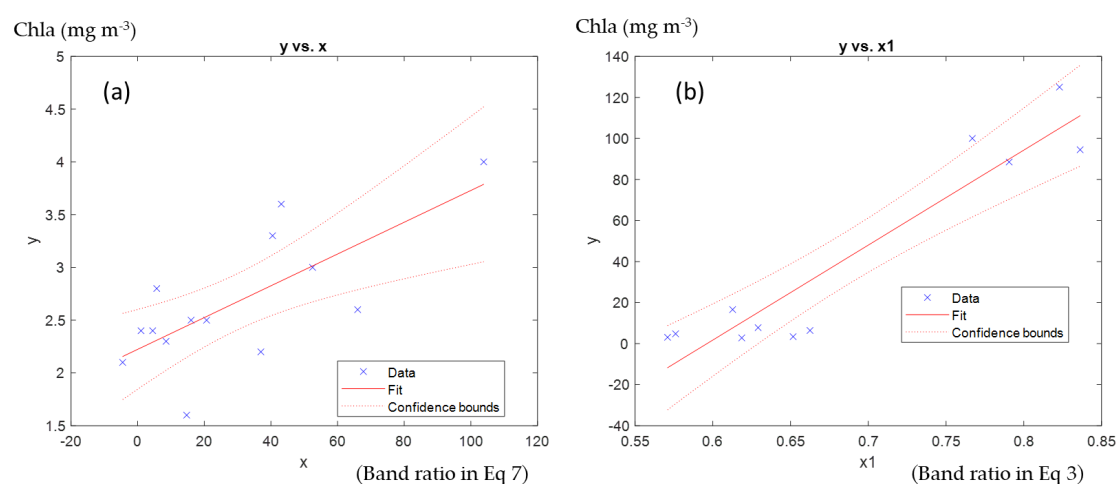 Chla (mg m-3)
y vs. x
(a)
5
4.5
4
3.5
3
2.5
2
1.5
y
-20
0
20
40
60
80
100
120
x
Data
Fit
Confidence bounds
(Band ratio in Eq 7)
Chla (mg m-3)
y vs. x1
(b)
140
120
100
80
60
40
20
0
-20
-40
y
0.55
0.6
0.65
0.7
0.75
0.8
0.85
x1
Data
Fit
Confidence bounds
(Band ratio in Eq 3)